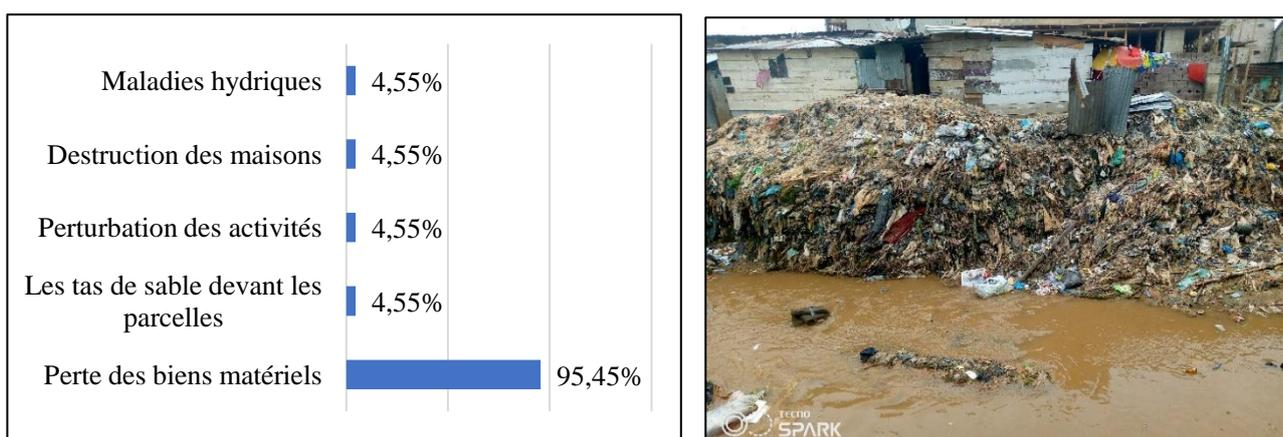 Maladies hydriques 4,55%
Destruction des maisons 4,55%
Perturbation des activités 4,55%
Les tas de sable devant les
parcelles 4,55%
Perte des biens matériels 95,45%
TECNO
SPARK